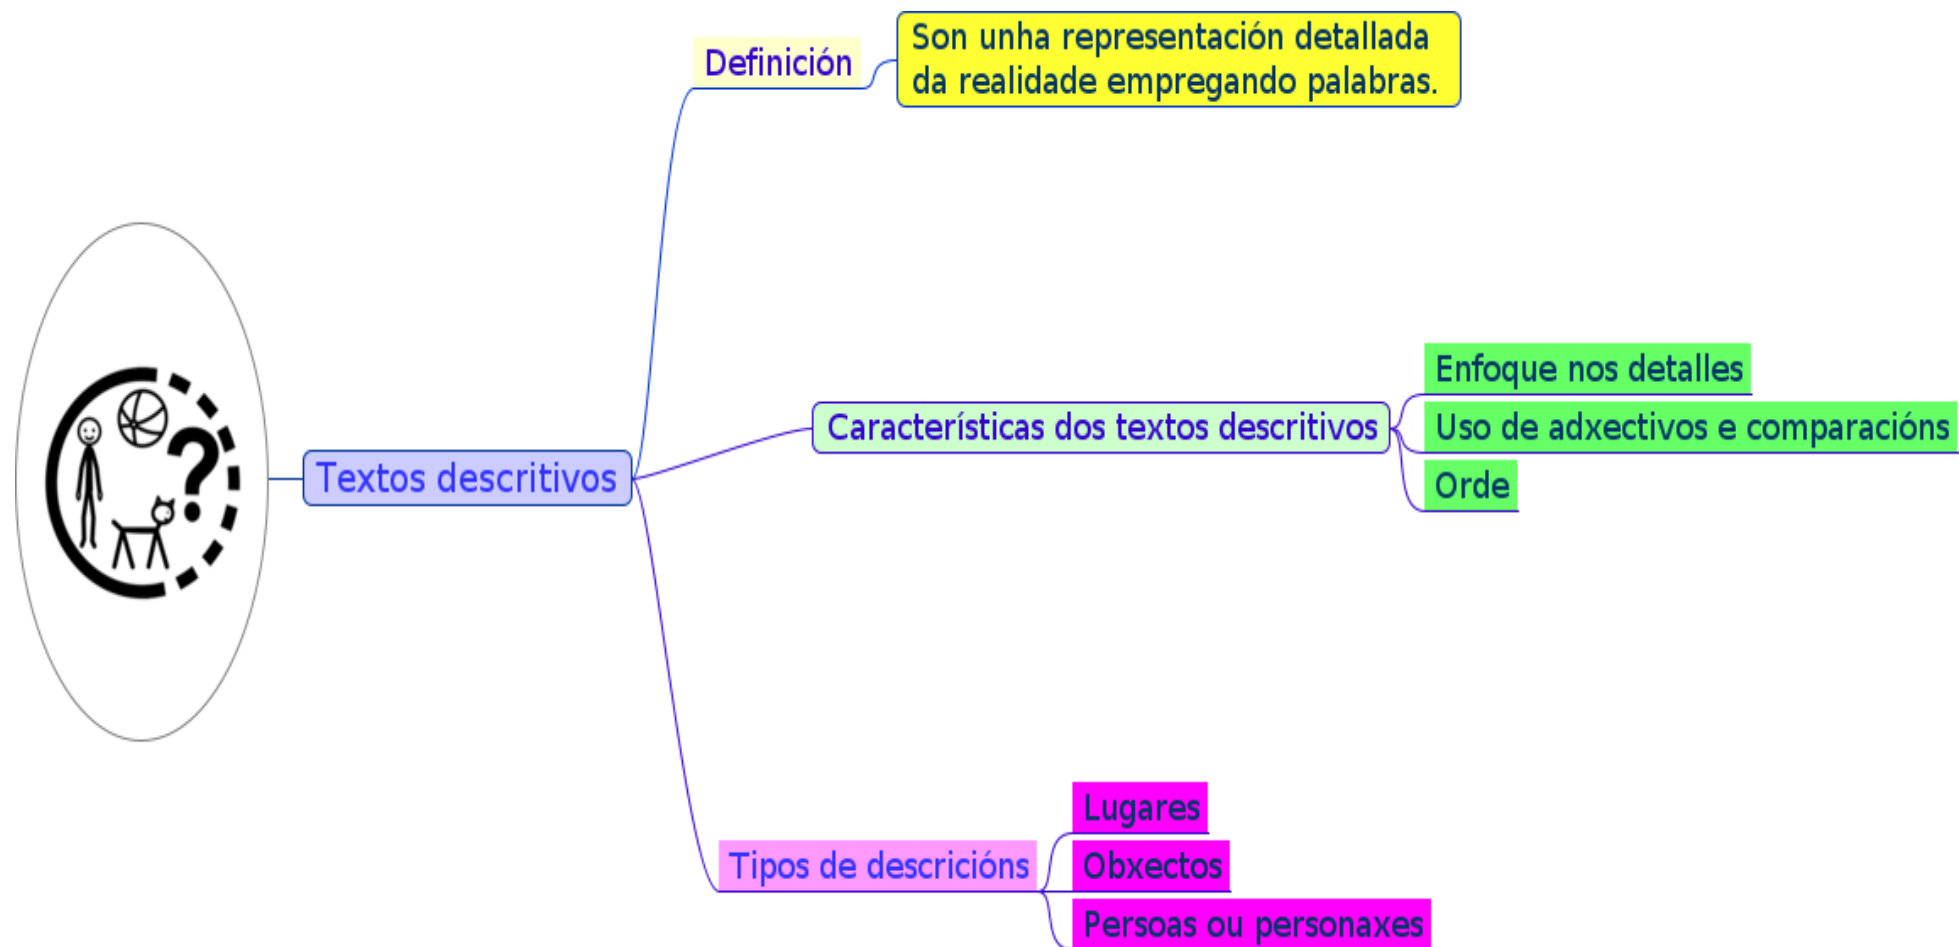 Definición
Son unha representación detallada
da realidade empregando palabras.
Textos descritivos
Características dos textos descritivos
Enfoque nos detalles
Uso de adxectivos e comparacións
Orde
Tipos de descricións
Lugares
Obxectos
Persoas ou personaxes
?